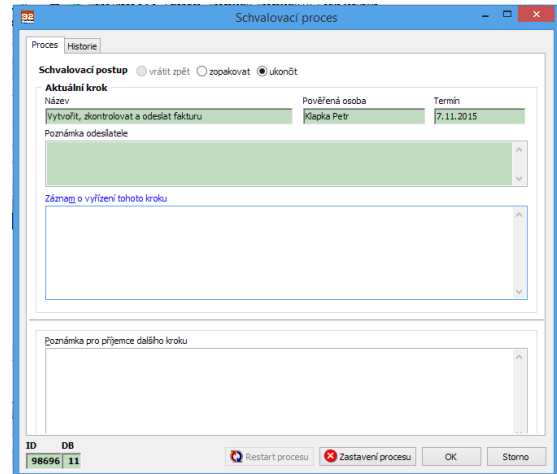 Schvalovací proces
Proces Historie
Schvalovací postup vrátit zpět zopakovat ukončit
Aktuální krok
Název Pověřená osoba Termín
Vytvořit, zkontrolovat a odeslat fakturu Klapka Petr 7.11.2015
Poznámka odesilatele
Záznam o vyřízení tohoto kroku
Poznámka pro příjemce dalšího kroku
ID DB
98696 11 Restart procesu Zastavení procesu OK Storno